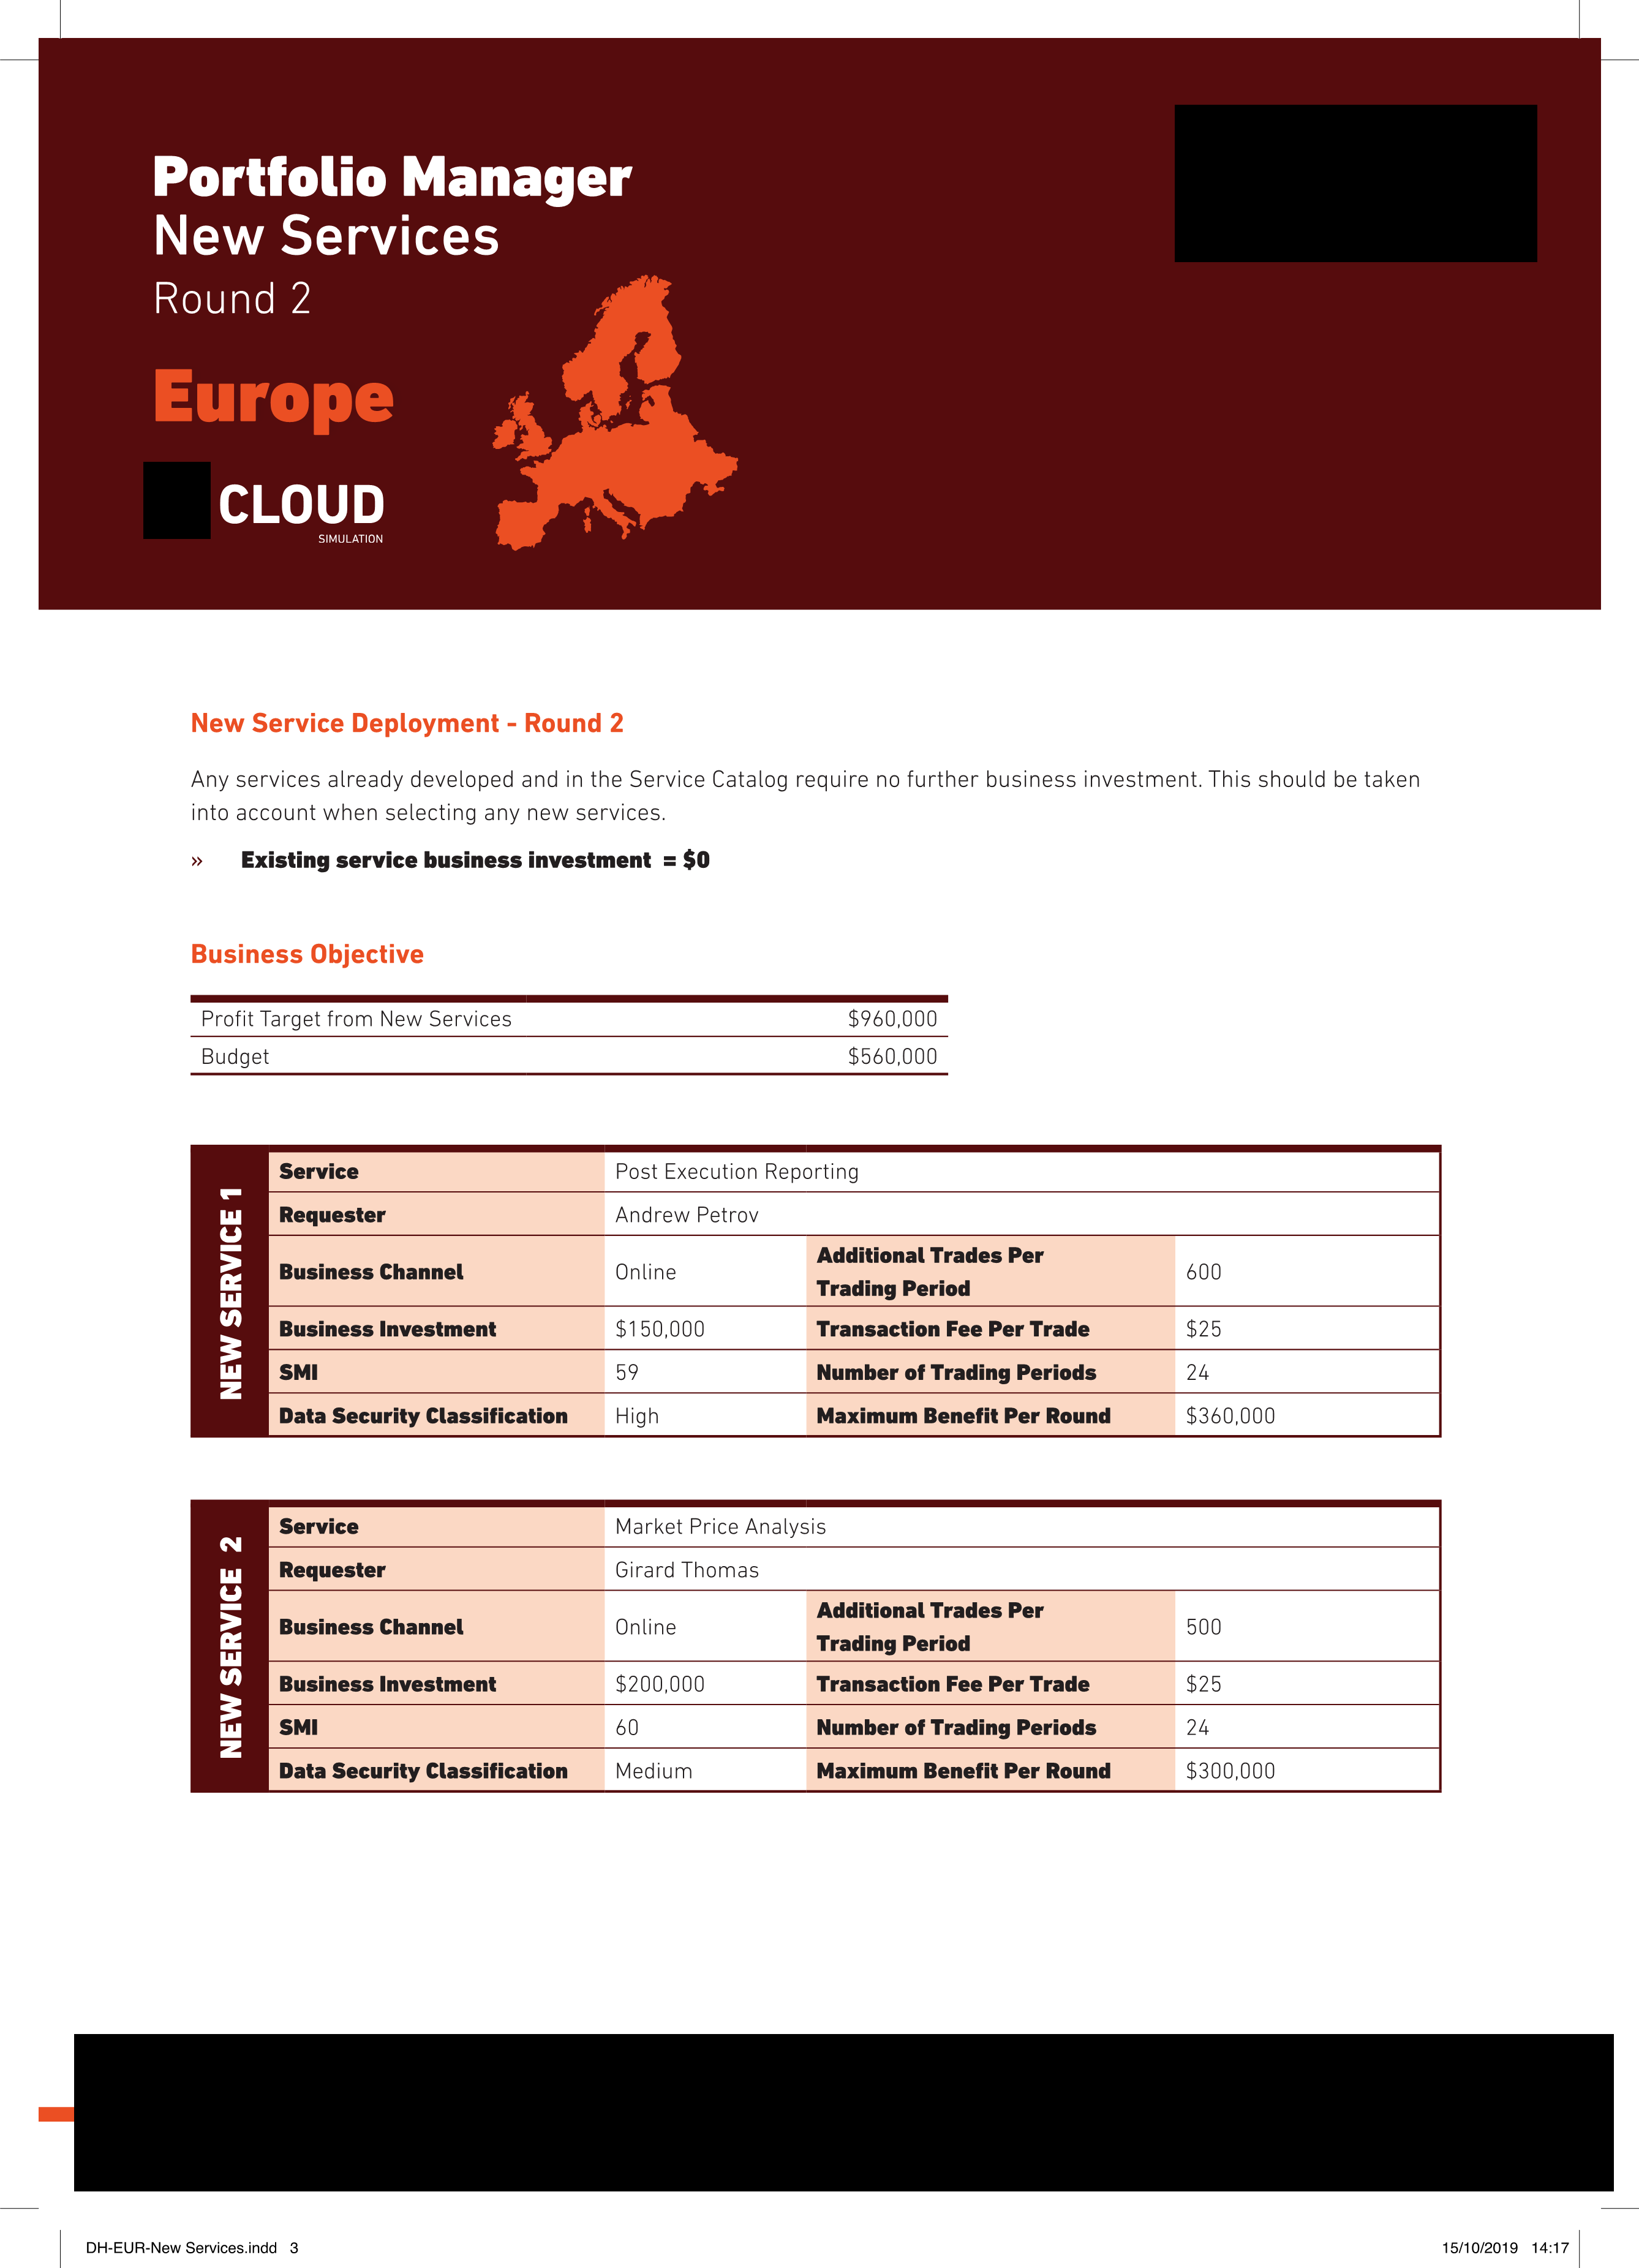 Portfolio Manager
New Services
Round 2
Europe
CLOUD
SIMULATION
New Service Deployment - Round 2
Any services already developed and in the Service Catalog require no further business investment. This should be taken
into account when selecting any new services.
» Existing service business investment = $0
Business Objective
Profit Target from New Services $960,000
Budget $560,000
NEW SERVICE 1
Service Post Execution Reporting
Requester Andrew Petrov
Business Channel Online Additional Trades Per
Trading Period 600
Business Investment $150,000 Transaction Fee Per Trade $25
SMI 59 Number of Trading Periods 24
Data Security Classification High Maximum Benefit Per Round $360,000
NEW SERVICE 2
Service Market Price Analysis
Requester Girard Thomas
Business Channel Online Additional Trades Per
Trading Period 500
Business Investment $200,000 Transaction Fee Per Trade $25
SMI 60 Number of Trading Periods 24
Data Security Classification Medium Maximum Benefit Per Round $300,000
DH-EUR-New Services.indd 3 15/10/2019 14:17